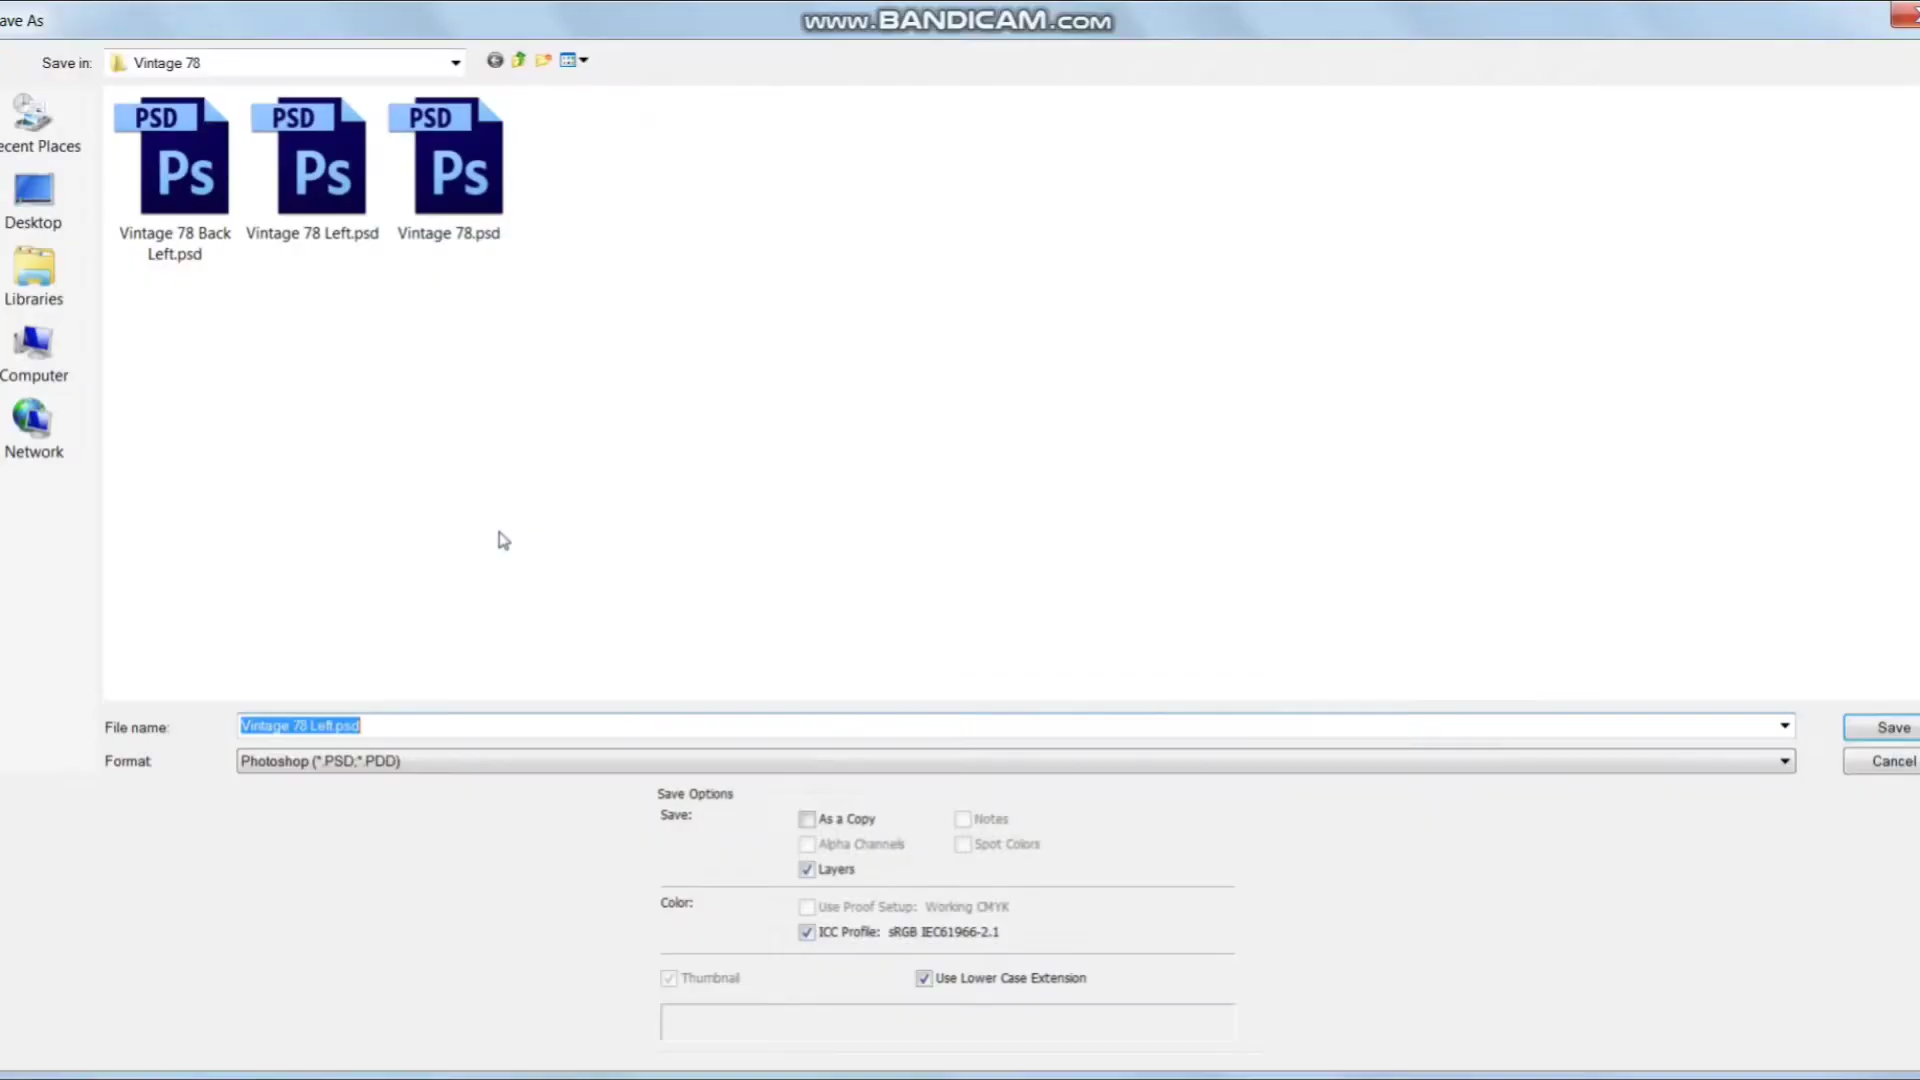 ave As
www.BANDICAM.com
Save in:
Vintage 78
ecent Places
Desktop
Libraries
Computer
Network
PSD
Ps
PSD
Ps
PSD
Ps
Vintage 78 Back
Left.psd
Vintage 78 Left.psd
Vintage 78.psd
File name:
Vintage 78 Left.psd
Save
Format
Photoshop (*.PSD;*.PDD)
Cancel
Save Options
Save:
As a Copy
Notes
Alpha Channels
Spot Colors
Layers
Color:
Use Proof Setup: Working CMYK
ICC Profile: sRGB IEC61966-2.1
Thumbnail
Use Lower Case Extension